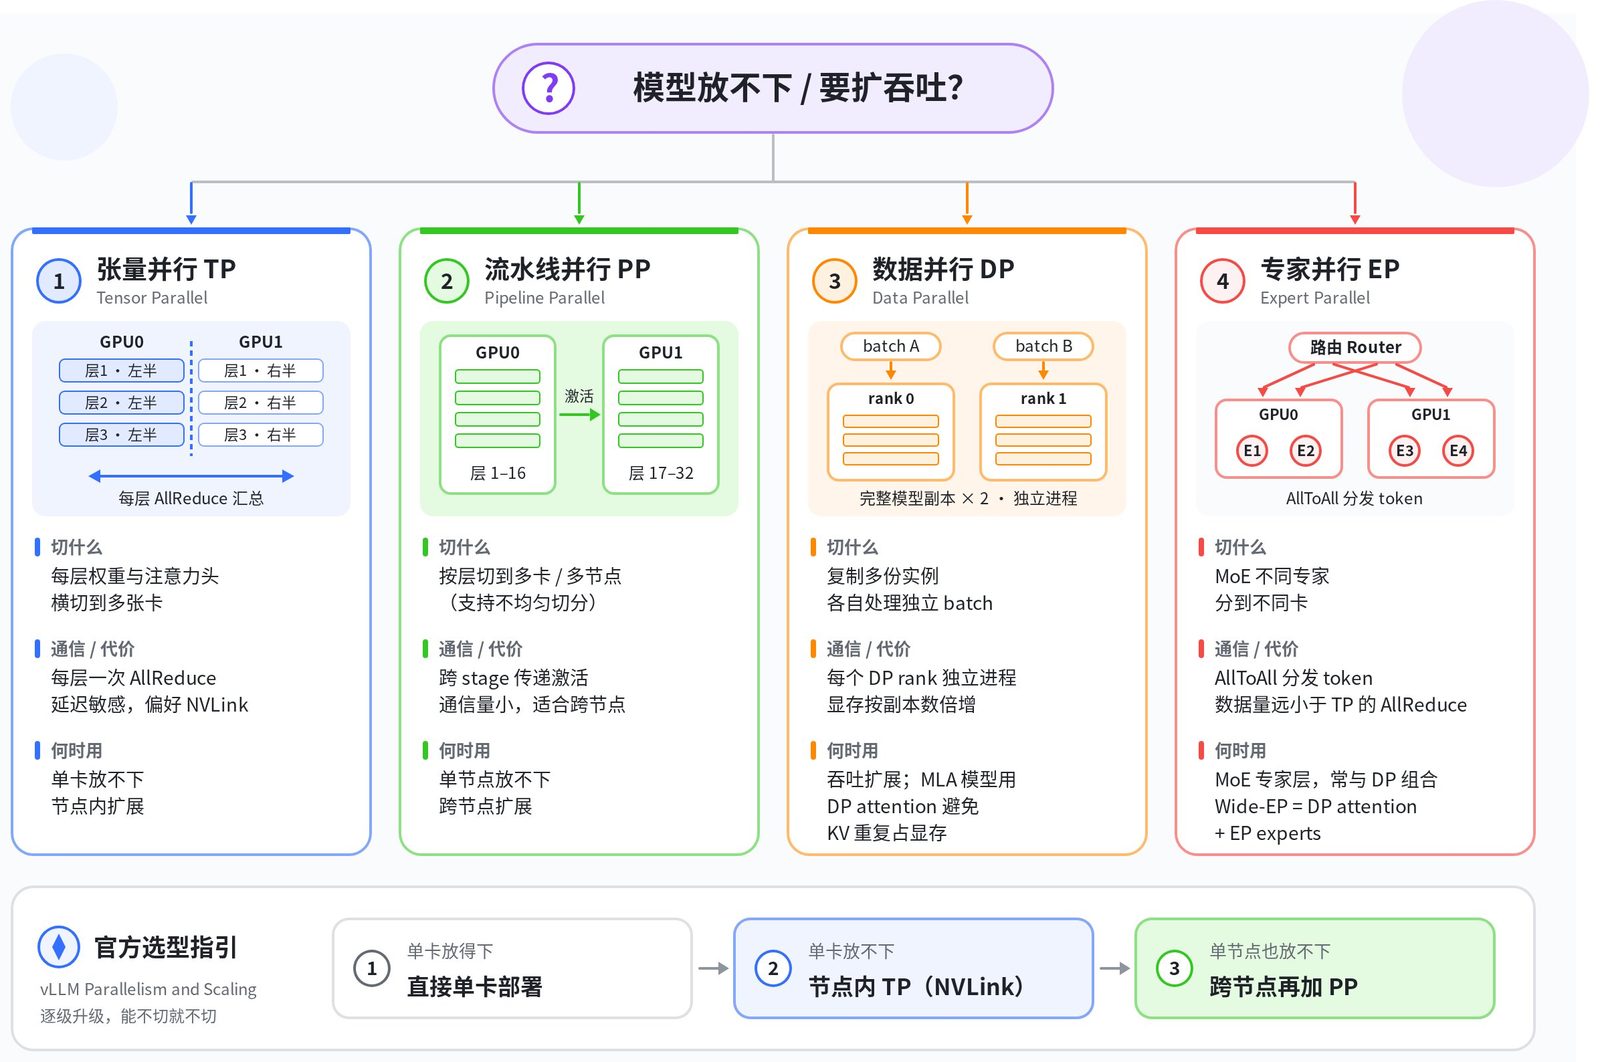 ?
模型放不下 / 要扩吞吐?
1
张量并行 TP
Tensor Parallel
GPU0
GPU1
层1 · 左半
层1 · 右半
层2 · 左半
层2 · 右半
层3 · 左半
层3 · 右半
每层 AllReduce 汇总
切什么
每层权重与注意力头
横切到多张卡
通信 / 代价
每层一次 AllReduce
延迟敏感，偏好 NVLink
何时用
单卡放不下
节点内扩展
2
流水线并行 PP
Pipeline Parallel
GPU0
GPU1
激活
层 1–16
层 17–32
切什么
按层切到多卡 / 多节点
（支持不均匀切分）
通信 / 代价
跨 stage 传递激活
通信量小，适合跨节点
何时用
单节点放不下
跨节点扩展
3
数据并行 DP
Data Parallel
batch A
batch B
rank 0
rank 1
完整模型副本 × 2 · 独立进程
切什么
复制多份实例
各自处理独立 batch
通信 / 代价
每个 DP rank 独立进程
显存按副本数倍增
何时用
吞吐扩展；MLA 模型用
DP attention 避免
KV 重复占显存
4
专家并行 EP
Expert Parallel
路由 Router
GPU0
GPU1
E1
E2
E3
E4
AllToAll 分发 token
切什么
MoE 不同专家
分到不同卡
通信 / 代价
AllToAll 分发 token
数据量远小于 TP 的 AllReduce
何时用
MoE 专家层，常与 DP 组合
Wide-EP = DP attention
+ EP experts
官方选型指引
vLLM Parallelism and Scaling
逐级升级，能不切就不切
1
单卡放得下
直接单卡部署
2
单卡放不下
节点内 TP（NVLink）
3
单节点也放不下
跨节点再加 PP